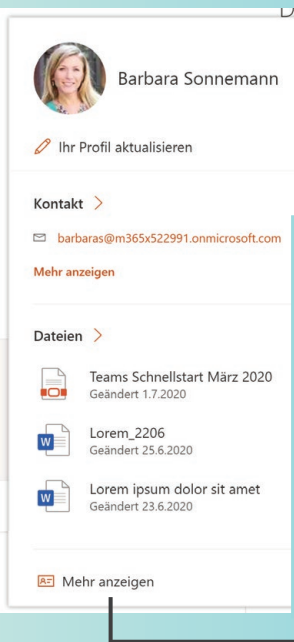 D
Barbara Sonnemann
Ihr Profil aktualisieren
Kontakt
barbaras@m365x522991.onmicrosoft.com
Mehr anzeigen
Dateien
Teams Schnellstart März 2020
Geändert 1.7.2020
W
Lorem_2206
Geändert 25.6.2020
W
Lorem ipsum dolor sit amet
Geändert 23.6.2020
Mehr anzeigen